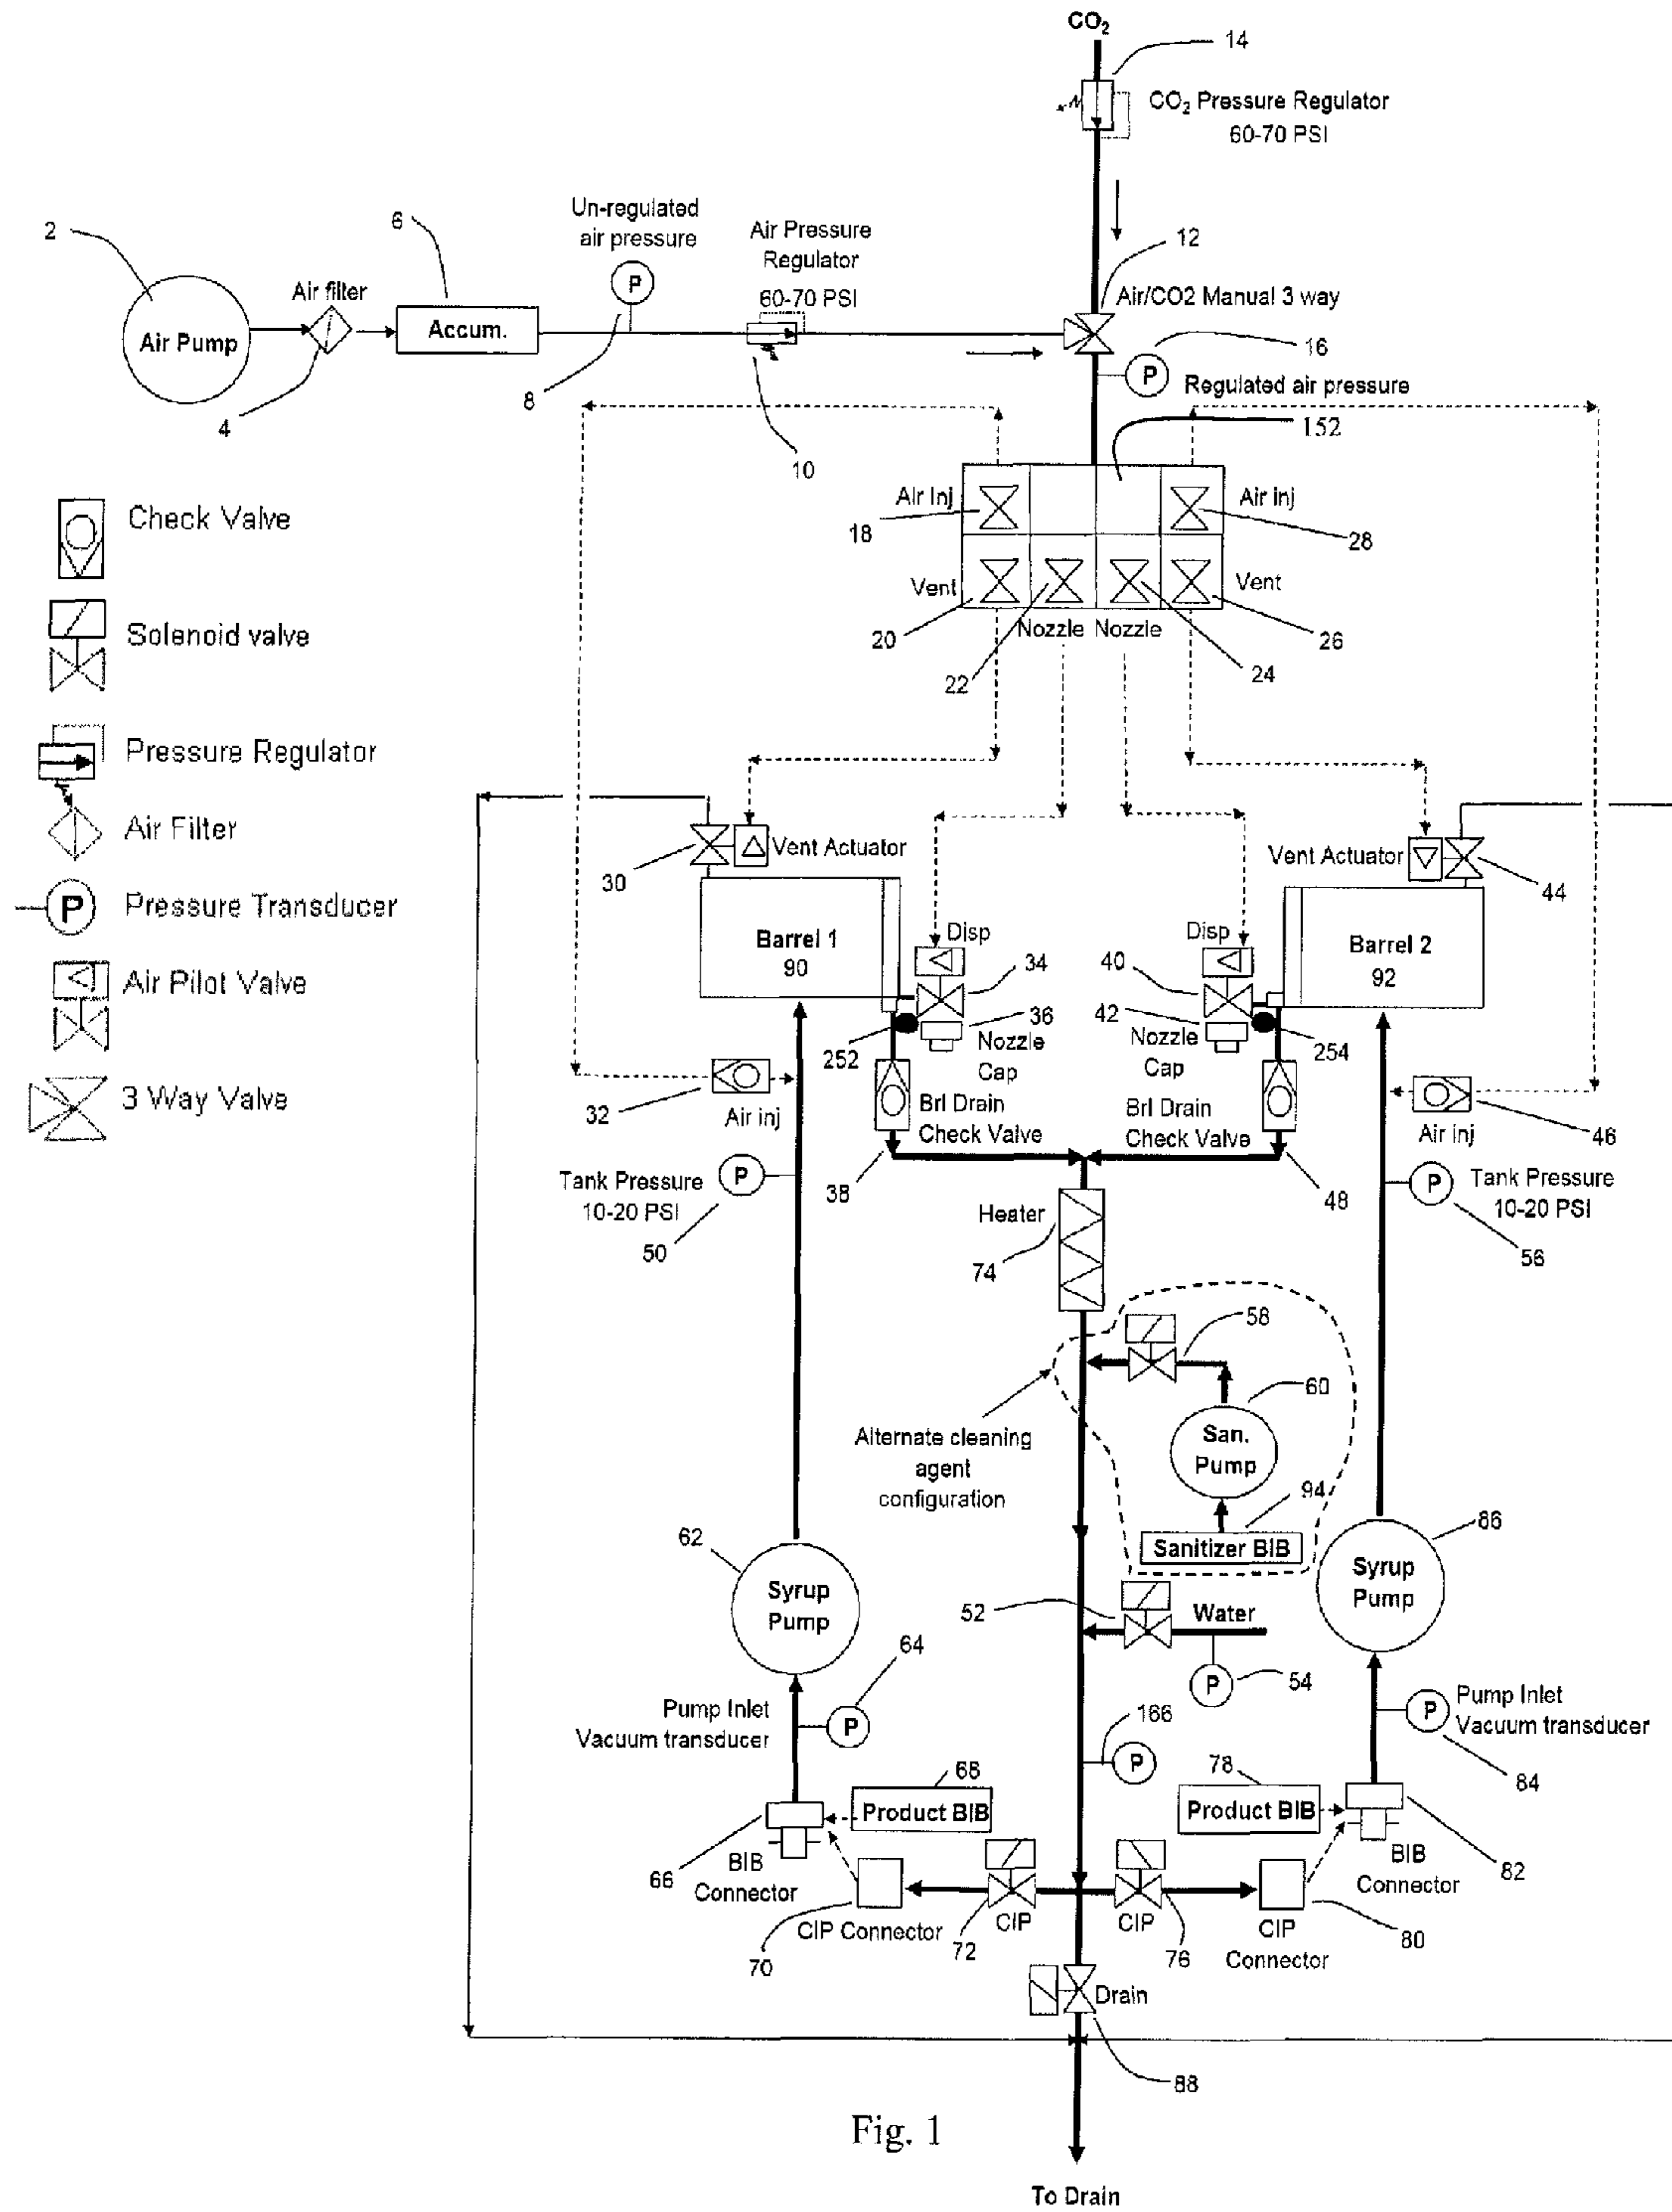 CO₂
14
CO₂ Pressure Regulator
60-70 PSI
2
6
Un-regulated
air pressure
Air Pressure
Regulator
60-70 PSI
12
Air/CO2 Manual 3 way
Air filter
P
Air Pump
Accum.
4
8
10
16
P
Regulated air pressure
152
Check Valve
Solenoid valve
Pressure Regulator
Air Filter
P
Pressure Transducer
Air Pilot Valve
3 Way Valve
Air Inj
18
Air inj
28
Vent
Vent
20
Nozzle
Nozzle
26
22
24
30
Vent Actuator
Vent Actuator
44
Barrel 1
90
Barrel 2
92
Disp
34
36
Nozzle
Cap
252
Disp
40
42
Nozzle
Cap
254
32
Air inj
Brl Drain
Check Valve
Brl Drain
Check Valve
Air Inj
46
Tank Pressure
10-20 PSI
P
50
38
48
P
Tank Pressure
10-20 PSI
56
Heater
74
58
60
San.
Pump
Alternate cleaning
agent
configuration
94
Sanitizer BIB
62
Syrup
Pump
86
Syrup
Pump
52
Water
P
54
64
Pump Inlet
Vacuum transducer
P
166
P
P
Pump Inlet
Vacuum transducer
84
68
Product BIB
78
Product BIB
66
BIB
Connector
BIB
Connector
82
70
CIP Connector
72
CIP
CIP
76
CIP
Connector
80
Drain
88
Fig. 1
To Drain